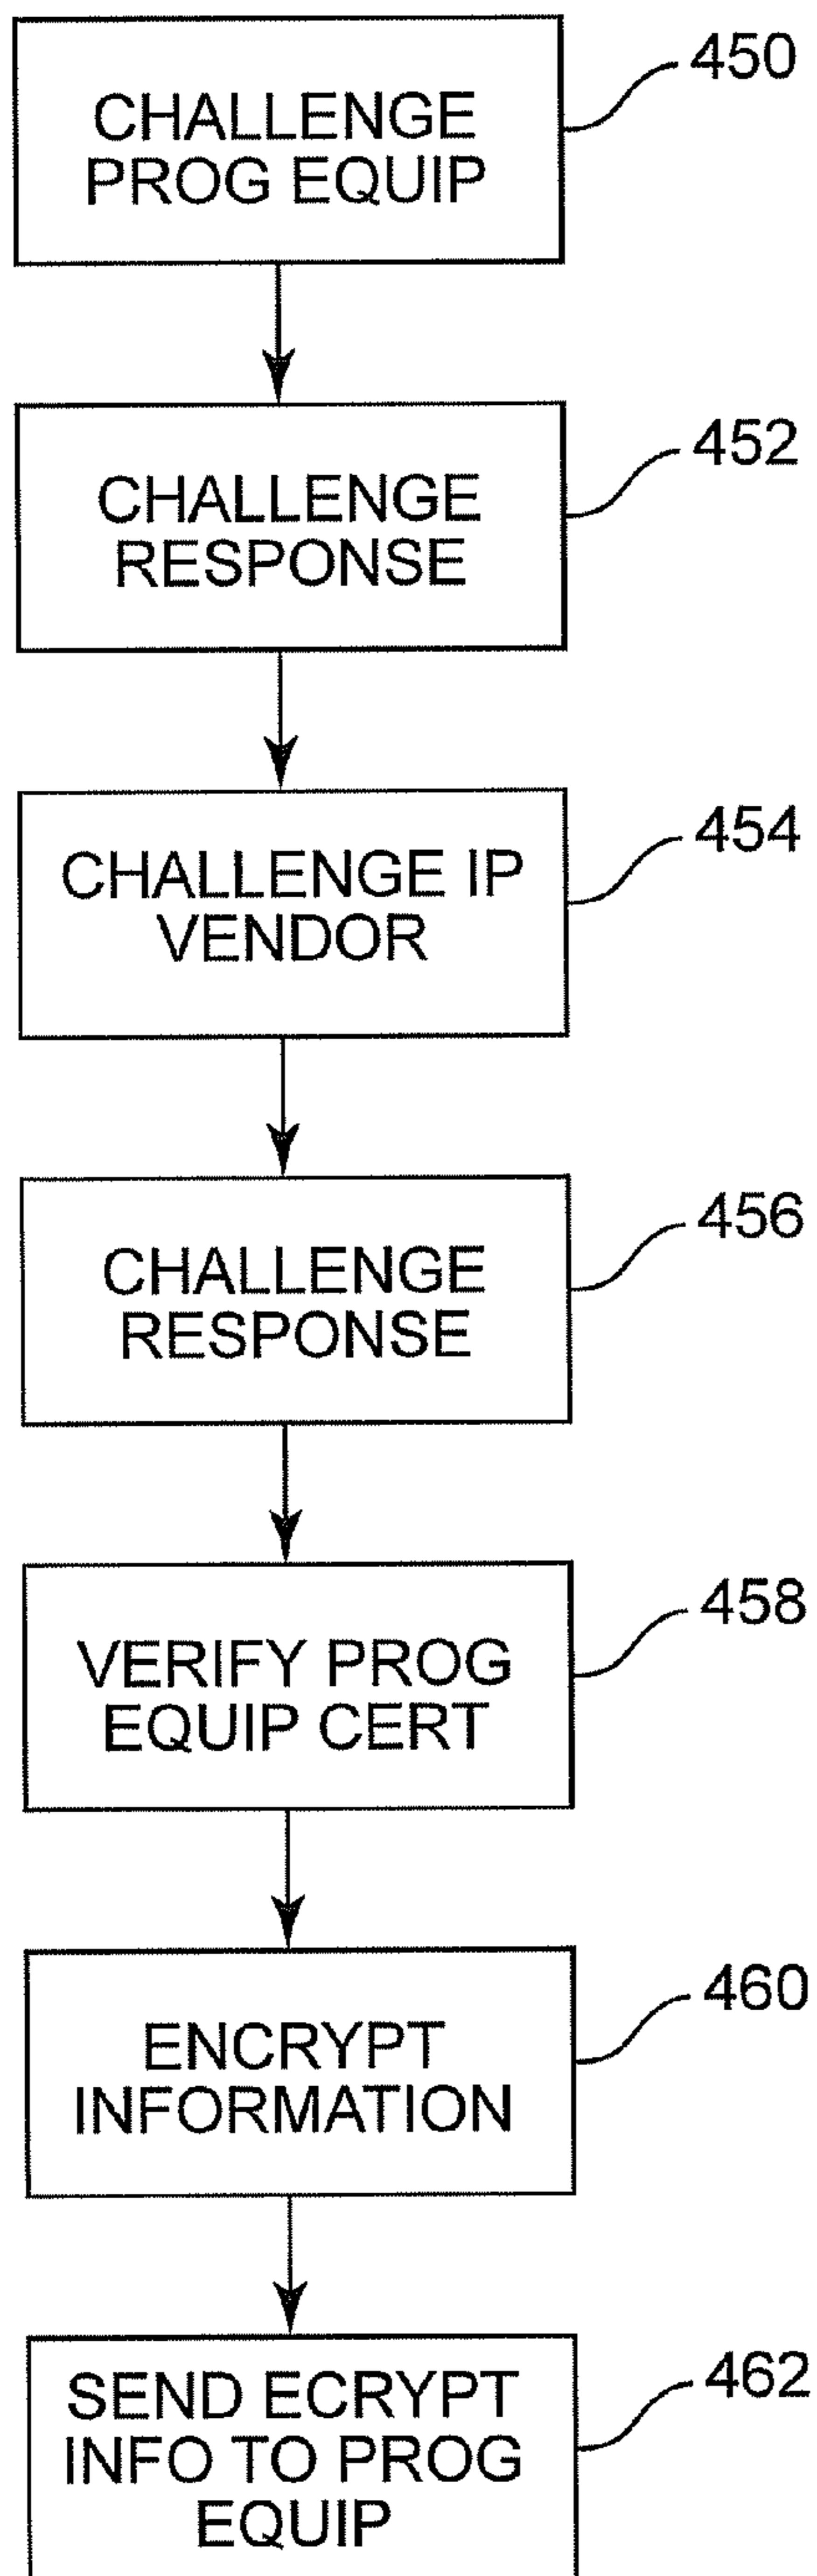 CHALLENGE
PROG EQUIP
450
CHALLENGE
RESPONSE
452
CHALLENGE IP
VENDOR
454
CHALLENGE
RESPONSE
456
VERIFY PROG
EQUIP CERT
458
ENCRYPT
INFORMATION
460
SEND ECRYPT
INFO TO PROG
EQUIP
462